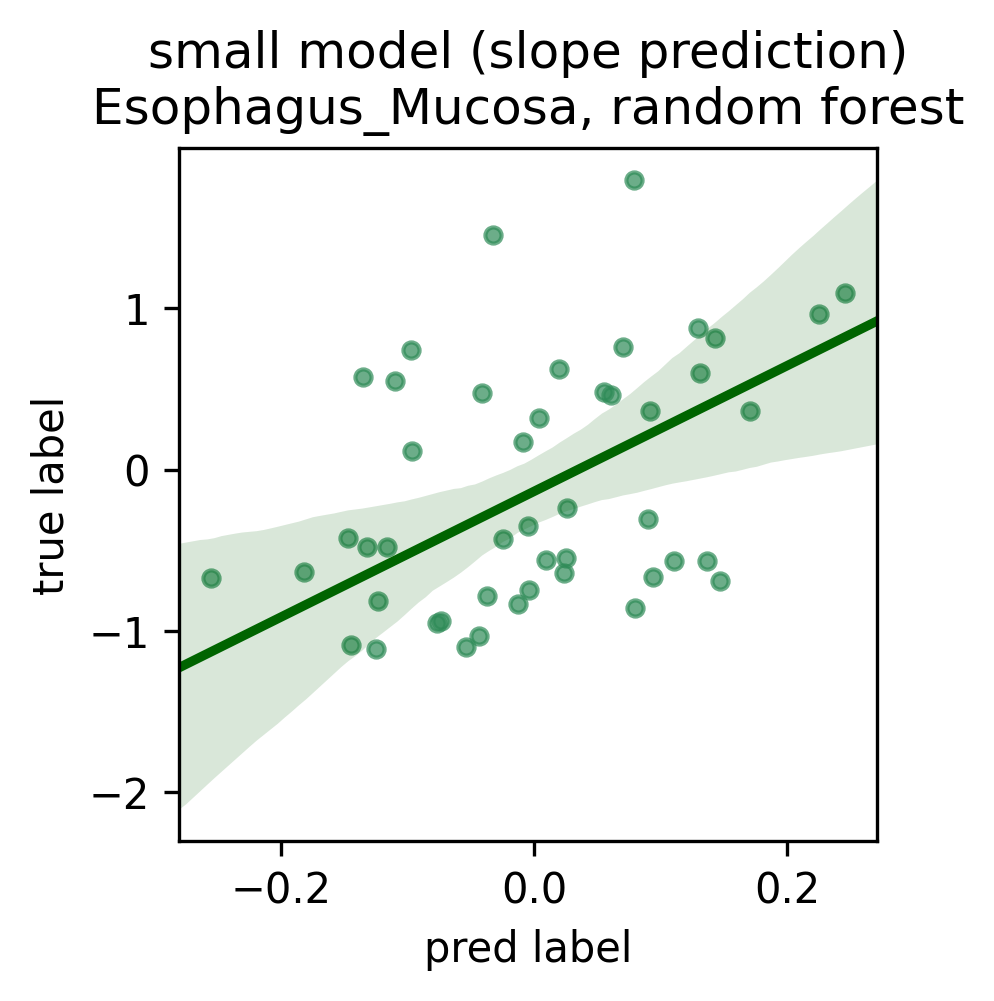 small model (slope prediction)
Esophagus_Mucosa, random forest
1
0
−1
−2
true label
−0.2
0.0
0.2
pred label